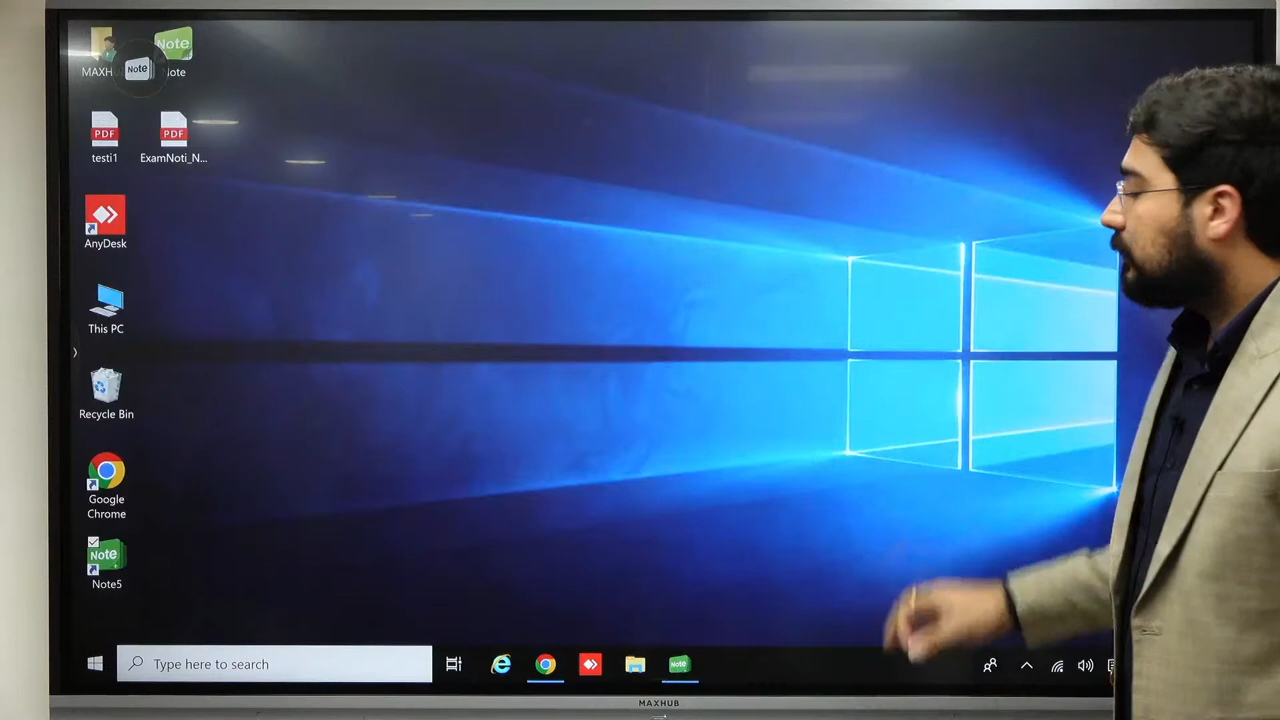 MAXH
Note
Note
ote
PDF
testi1
PDF
ExamNoti_N...
AnyDesk
This PC
Recycle Bin
Google
Chrome
Note
Note5
Type here to search
Note
MAXHUB